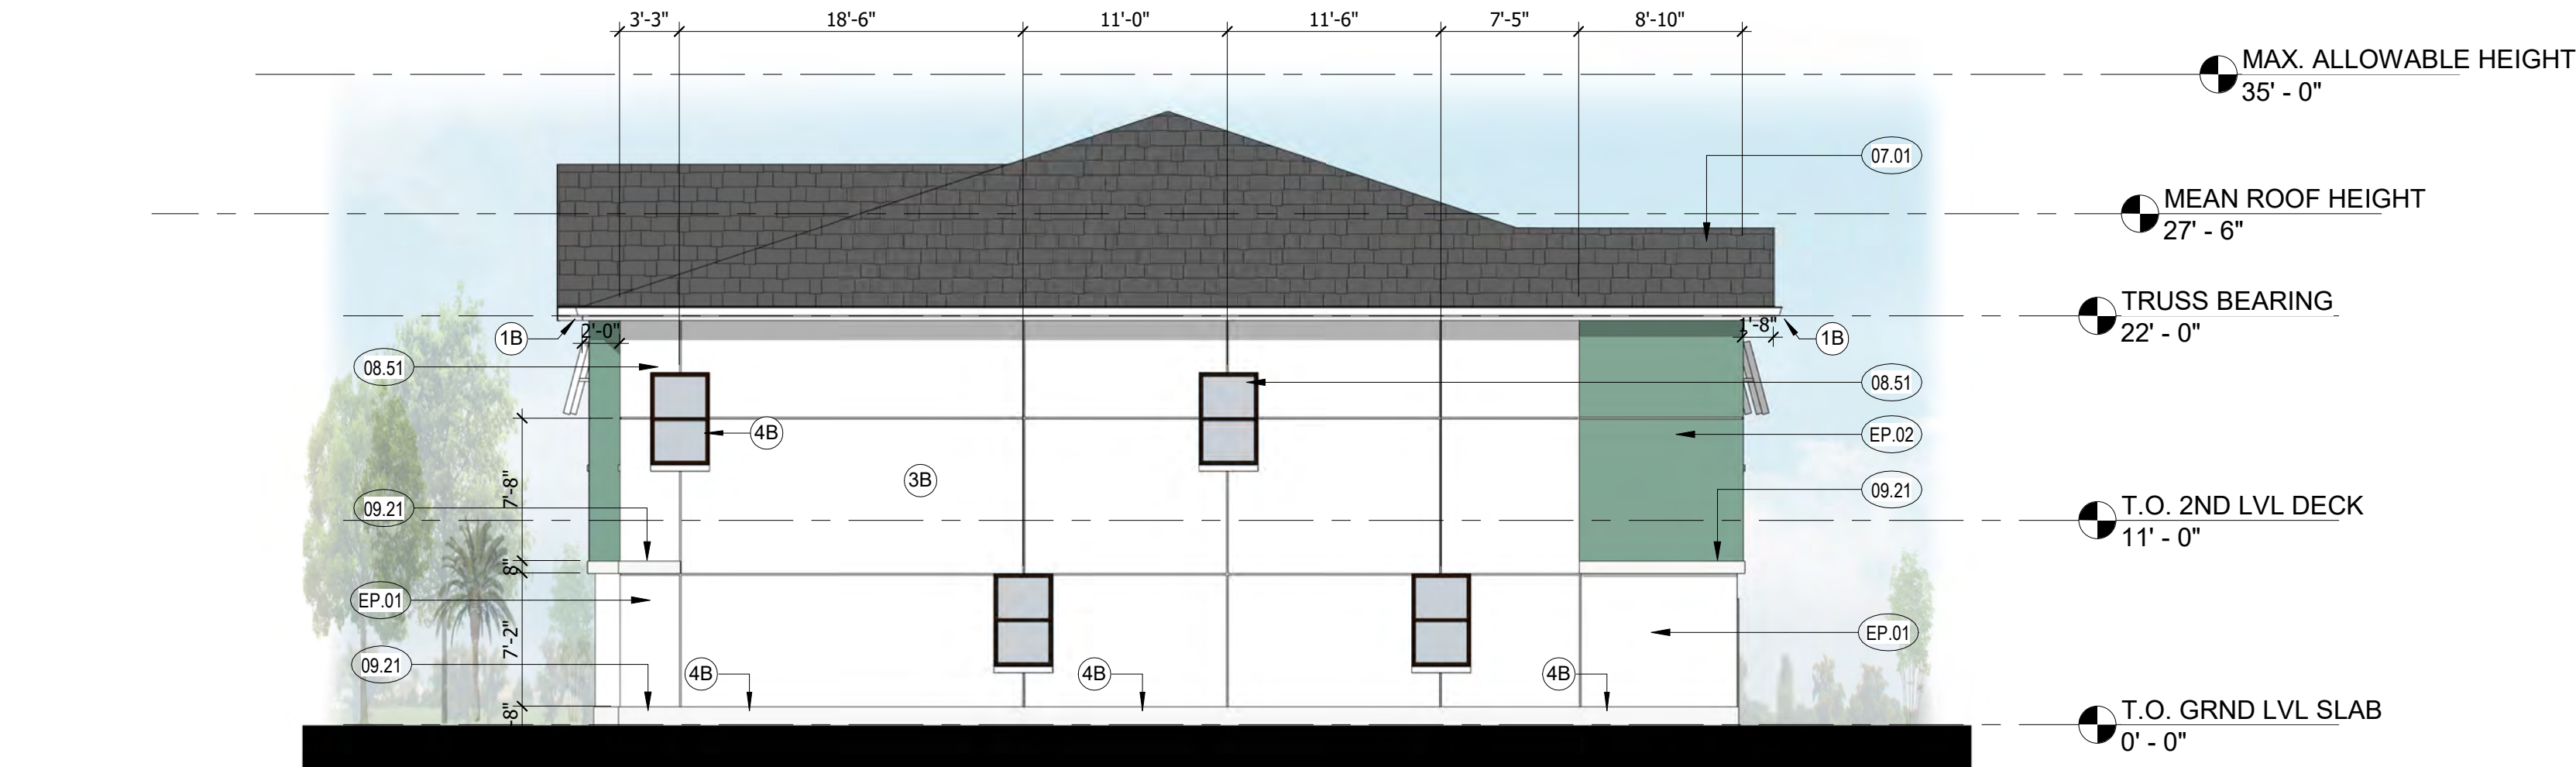 3'-3" 18'-6" 11'-0" 11'-6" 7'-5" 8'-10"
MAX. ALLOWABLE HEIGHT
35' - 0"
07.01
MEAN ROOF HEIGHT
27' - 6"
TRUSS BEARING
22' - 0"
1B 2'-0" 1'-8" 1B
08.51 08.51
4B EP.02
3B
7'-8"
09.21 09.21
T.O. 2ND LVL DECK
11' - 0"
8"
EP.01
7'-2" EP.01
09.21
4B 4B 4B
8"
T.O. GRND LVL SLAB
0' - 0"